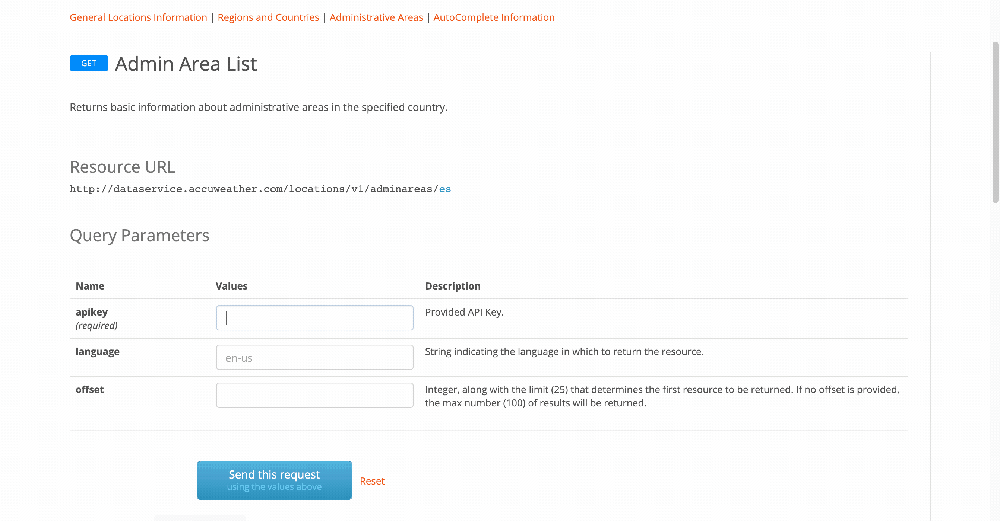 General Locations Information | Regions and Countries | Administrative Areas | AutoComplete Information
GET Admin Area List
Returns basic information about administrative areas in the specified country.
Resource URL
http://dataservice.accuweather.com/locations/v1/adminareas/es
Query Parameters
Name Values Description
apikey Provided API Key.
(required)
language en-us String indicating the language in which to return the resource.
offset Integer, along with the limit (25) that determines the first resource to be returned. If no offset is provided,
the max number (100) of results will be returned.
Send this request
using the values above
Reset